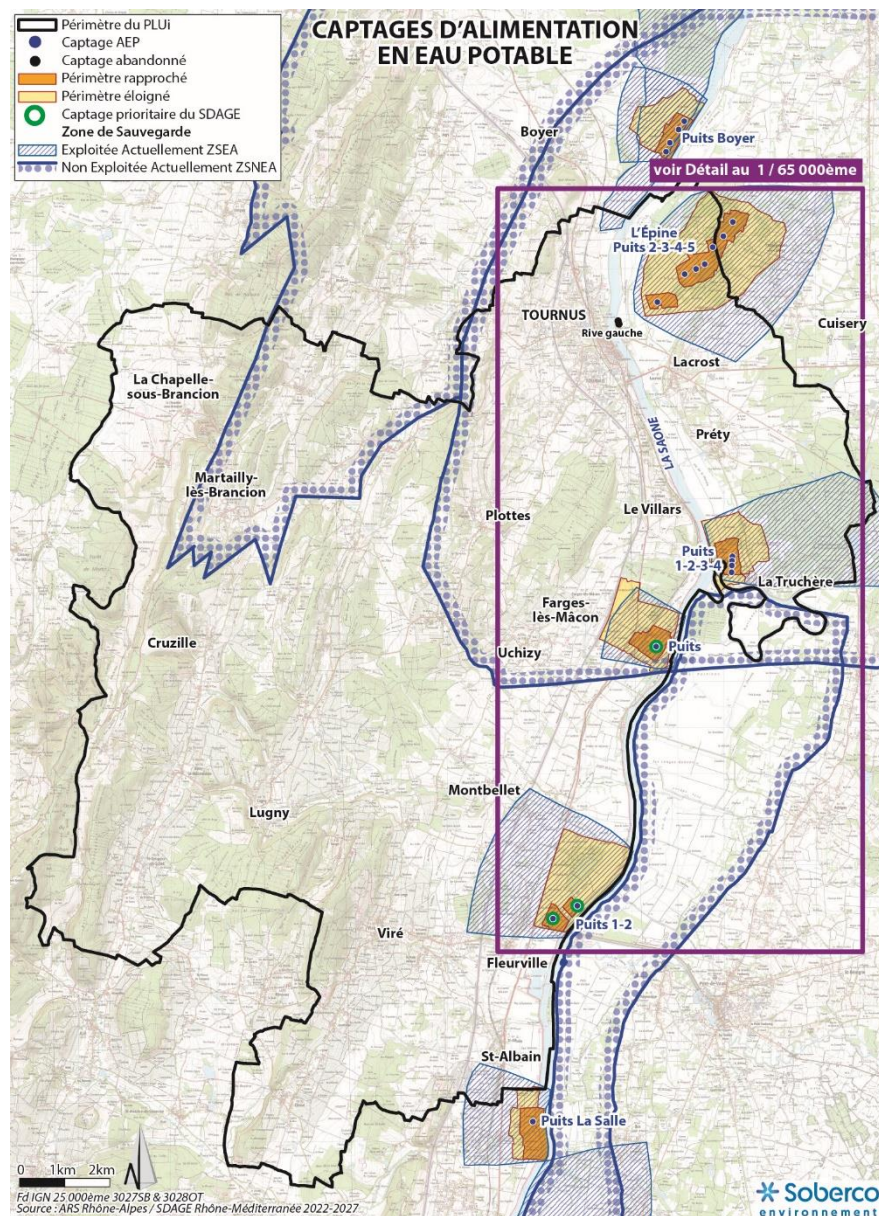 CAPTAGES D'ALIMENTATION
EN EAU POTABLE
Périmètre du PLUi
Captage AEP
Captage abandonné
Périmètre rapproché
Périmètre éloigné
Captage prioritaire du SDAGE
Zone de Sauvegarde
Exploitée Actuellement ZSEA
Non Exploitée Actuellement ZSNEA
Boyer
Puits Boyer
voir Détail au 1 / 65 000ème
L'Épine
Puits 2-3-4-5
TOURNUS
Rive gauche
Cuisery
Lacrost
La Chapelle-
sous-Brancion
Préty
LA SAONE
Martailly-
lès-Brancion
Plottes
Le Villars
Puits
1-2-3-4
La Truchère
Farges-
lès-Mâcon
Cruzille
Uchizy
Puits
Montbellet
Lugny
Viré
Puits 1-2
Fleurville
St-Albain
Puits La Salle
0 1km 2km
Fd IGN 25 000ème 3027SB & 3028OT
Source : ARS Rhône-Alpes / SDAGE Rhône-Méditerranée 2022-2027
Soberco
environnement